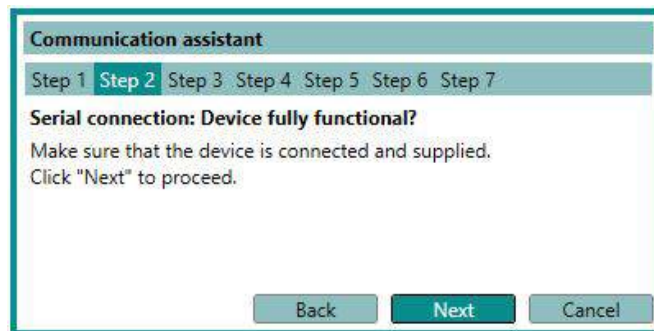 Communication assistant
Step 1 Step 2 Step 3 Step 4 Step 5 Step 6 Step 7
Serial connection: Device fully functional?
Make sure that the device is connected and supplied.
Click "Next" to proceed.
Back Next Cancel